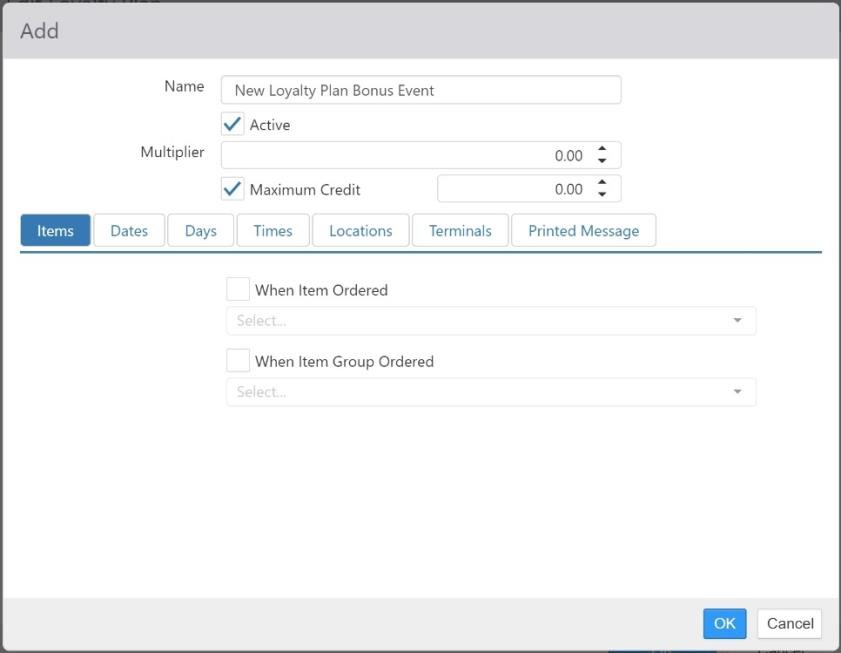 Add
Name
New Loyalty Plan Bonus Event
Active
Multiplier
0.00
Maximum Credit
0.00
Items Dates Days Times Locations Terminals Printed Message
When Item Ordered
Select...
When Item Group Ordered
Select...
OK Cancel